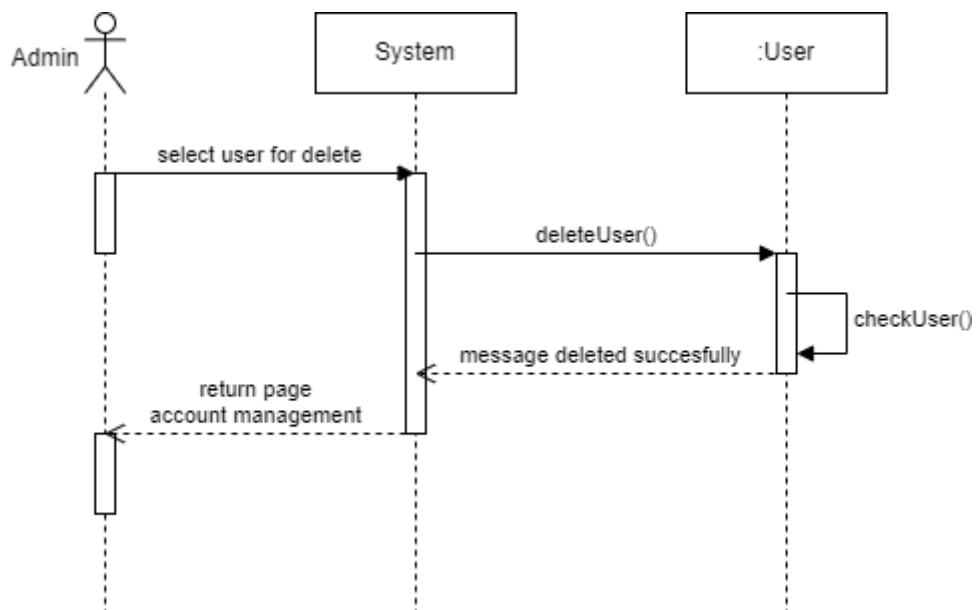 Admin
System
:User
select user for delete
deleteUser()
checkUser()
message deleted succesfully
return page
account management